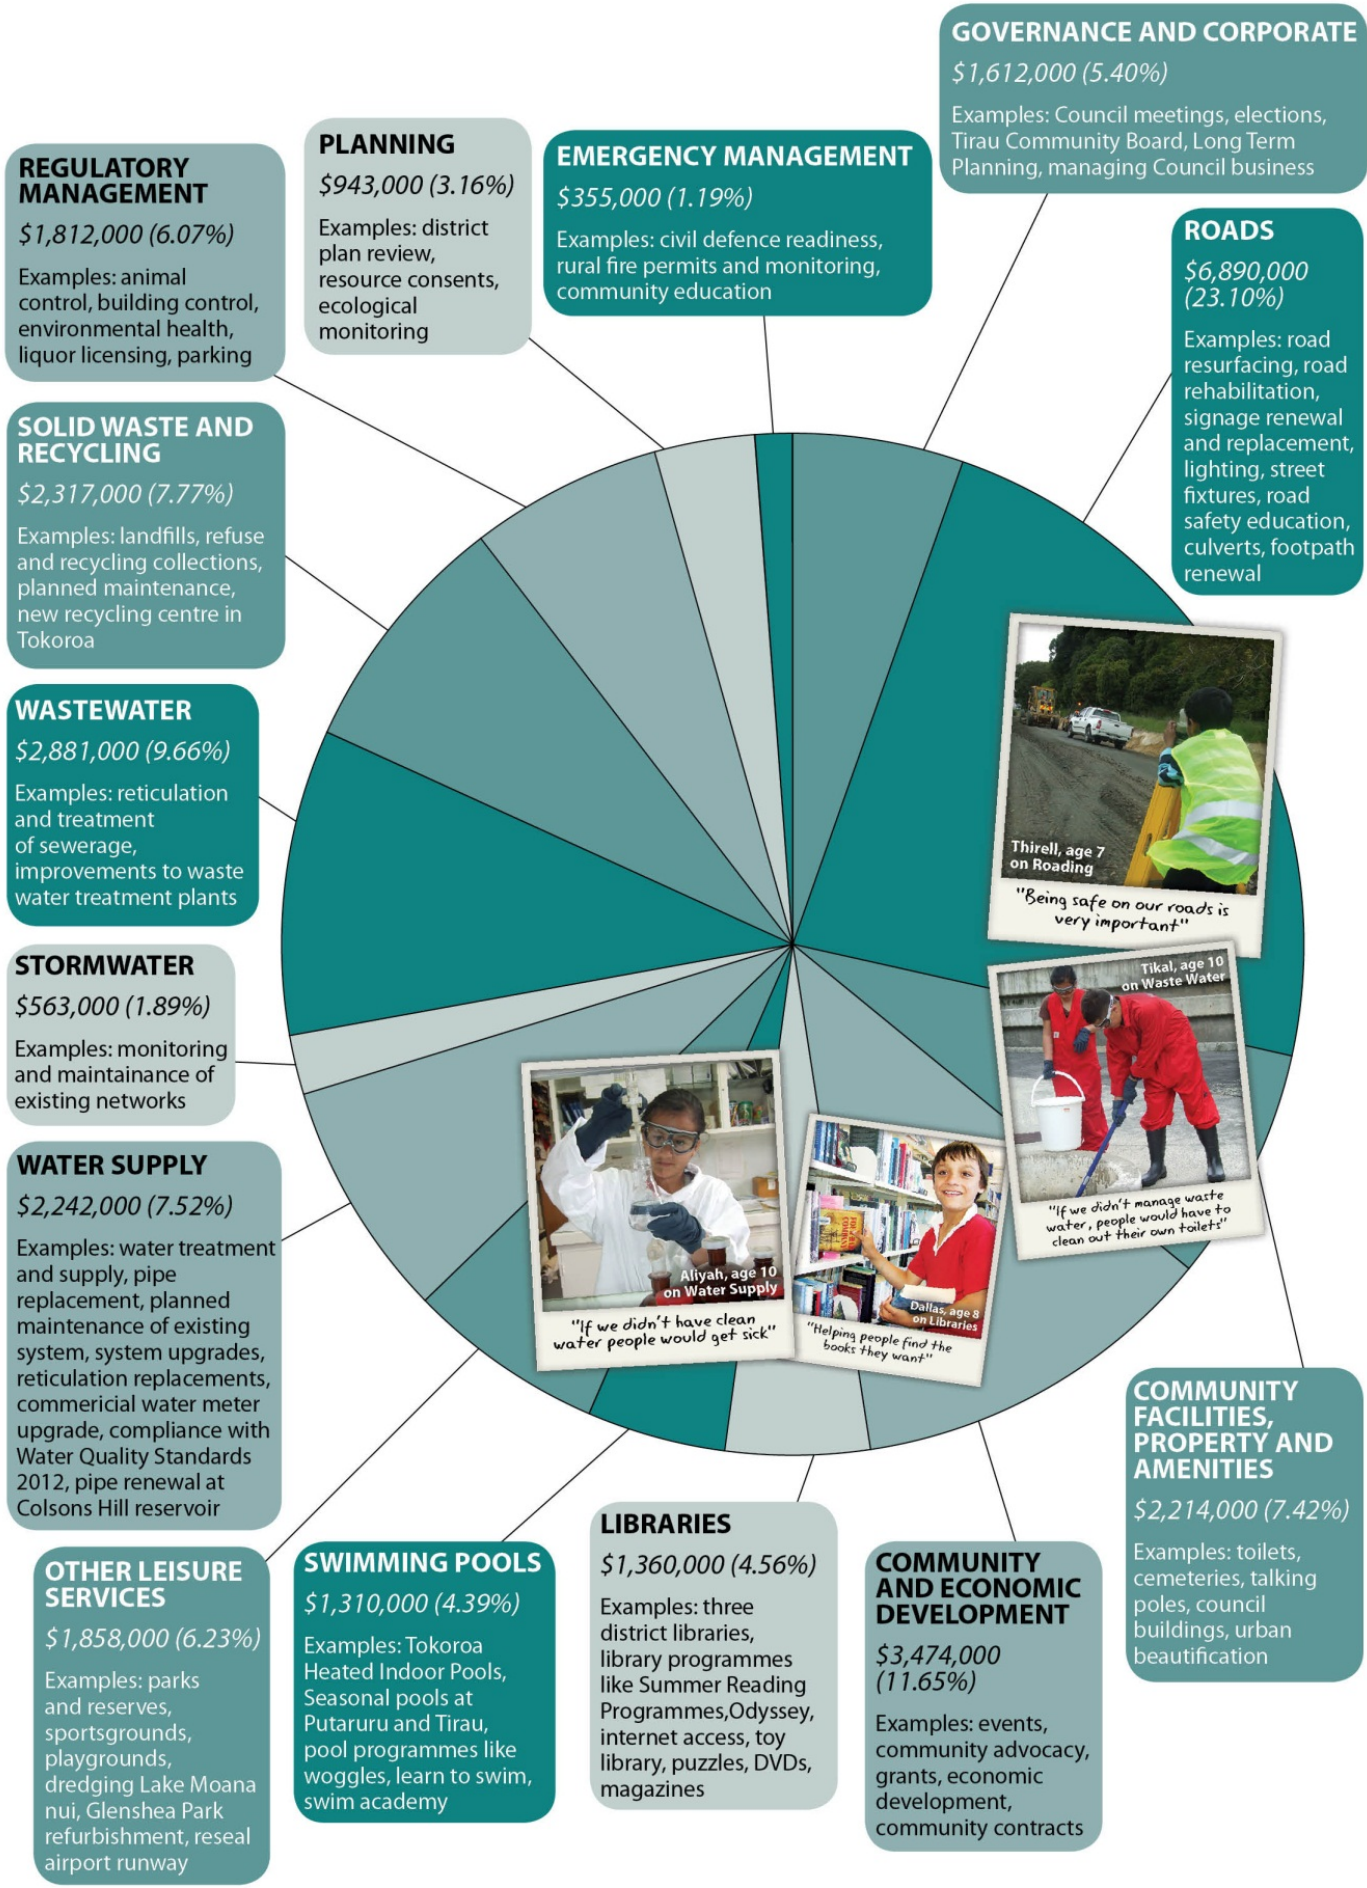 GOVERNANCE AND CORPORATE
$1,612,000 (5.40%)
Examples: Council meetings, elections,
Tirau Community Board, Long Term
Planning, managing Council business
PLANNING
$943,000 (3.16%)
Examples: district
plan review,
resource consents,
ecological
monitoring
EMERGENCY MANAGEMENT
$355,000 (1.19%)
Examples: civil defence readiness,
rural fire permits and monitoring,
community education
REGULATORY
MANAGEMENT
$1,812,000 (6.07%)
Examples: animal
control, building control,
environmental health,
liquor licensing, parking
ROADS
$6,890,000
(23.10%)
Examples: road
resurfacing, road
rehabilitation,
signage renewal
and replacement,
lighting, street
fixtures, road
safety education,
culverts, footpath
renewal
SOLID WASTE AND
RECYCLING
$2,317,000 (7.77%)
Examples: landfills, refuse
and recycling collections,
planned maintenance,
new recycling centre in
Tokoroa
WASTEWATER
$2,881,000 (9.66%)
Examples: reticulation
and treatment
of sewerage,
improvements to waste
water treatment plants
Thirell, age 7
on Roading
"Being safe on our roads is
very important"
STORMWATER
$563,000 (1.89%)
Examples: monitoring
and maintainance of
existing networks
Tikal, age 10
on Waste Water
"If we didn't manage waste
water, people would have to
clean out their own toilets"
WATER SUPPLY
$2,242,000 (7.52%)
Examples: water treatment
and supply, pipe
replacement, planned
maintenance of existing
system, system upgrades,
reticulation replacements,
commericial water meter
upgrade, compliance with
Water Quality Standards
2012, pipe renewal at
Colsons Hill reservoir
Aliyah, age 10
on Water Supply
"If we didn't have clean
water people would get sick"
Dallas, age 8
on Libraries
"Helping people find the
books they want"
COMMUNITY
FACILITIES,
PROPERTY AND
AMENITIES
$2,214,000 (7.42%)
Examples: toilets,
cemeteries, talking
poles, council
buildings, urban
beautification
OTHER LEISURE
SERVICES
$1,858,000 (6.23%)
Examples: parks
and reserves,
sportsgrounds,
playgrounds,
dredging Lake Moana
nui, Glenshea Park
refurbishment, reseal
airport runway
SWIMMING POOLS
$1,310,000 (4.39%)
Examples: Tokoroa
Heated Indoor Pools,
Seasonal pools at
Putaruru and Tirau,
pool programmes like
woggles, learn to swim,
swim academy
LIBRARIES
$1,360,000 (4.56%)
Examples: three
district libraries,
library programmes
like Summer Reading
Programmes,Odyssey,
internet access, toy
library, puzzles, DVDs,
magazines
COMMUNITY
AND ECONOMIC
DEVELOPMENT
$3,474,000
(11.65%)
Examples: events,
community advocacy,
grants, economic
development,
community contracts